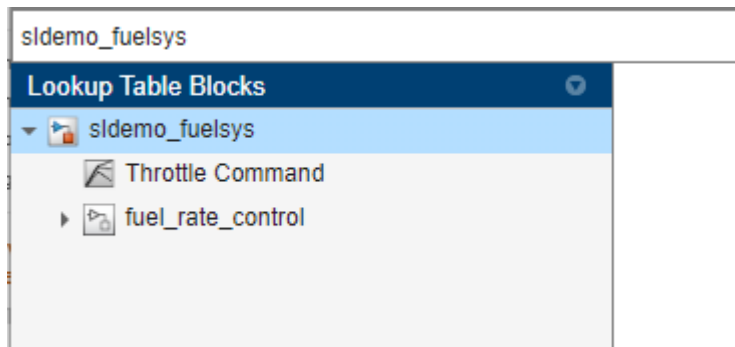 sldemo_fuelsys
Lookup Table Blocks
sldemo_fuelsys
Throttle Command
fuel_rate_control